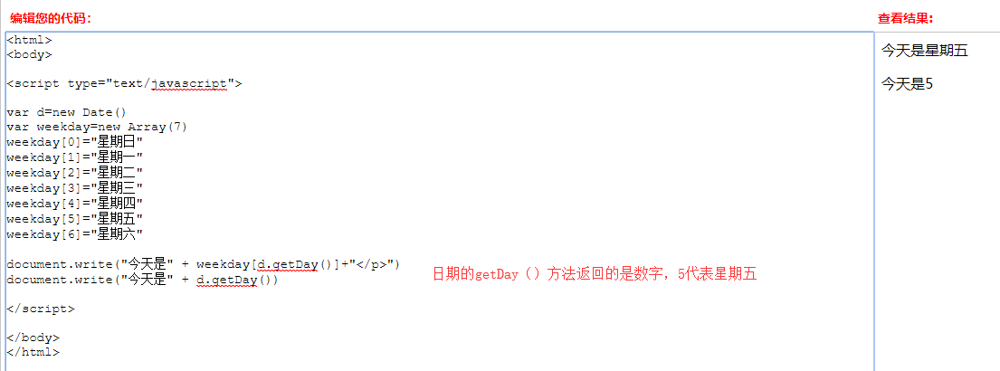 编辑您的代码：
查看结果:
<html>
<body>
<script type="text/javascript">
var d=new Date()
var weekday=new Array(7)
weekday[0]="星期日"
weekday[1]="星期一"
weekday[2]="星期二"
weekday[3]="星期三"
weekday[4]="星期四"
weekday[5]="星期五"
weekday[6]="星期六"
document.write("今天是" + weekday[d.getDay()]+"</p>")
document.write("今天是" + d.getDay())
</script>
</body>
</html>
日期的getDay（）方法返回的是数字，5代表星期五
今天是星期五
今天是5